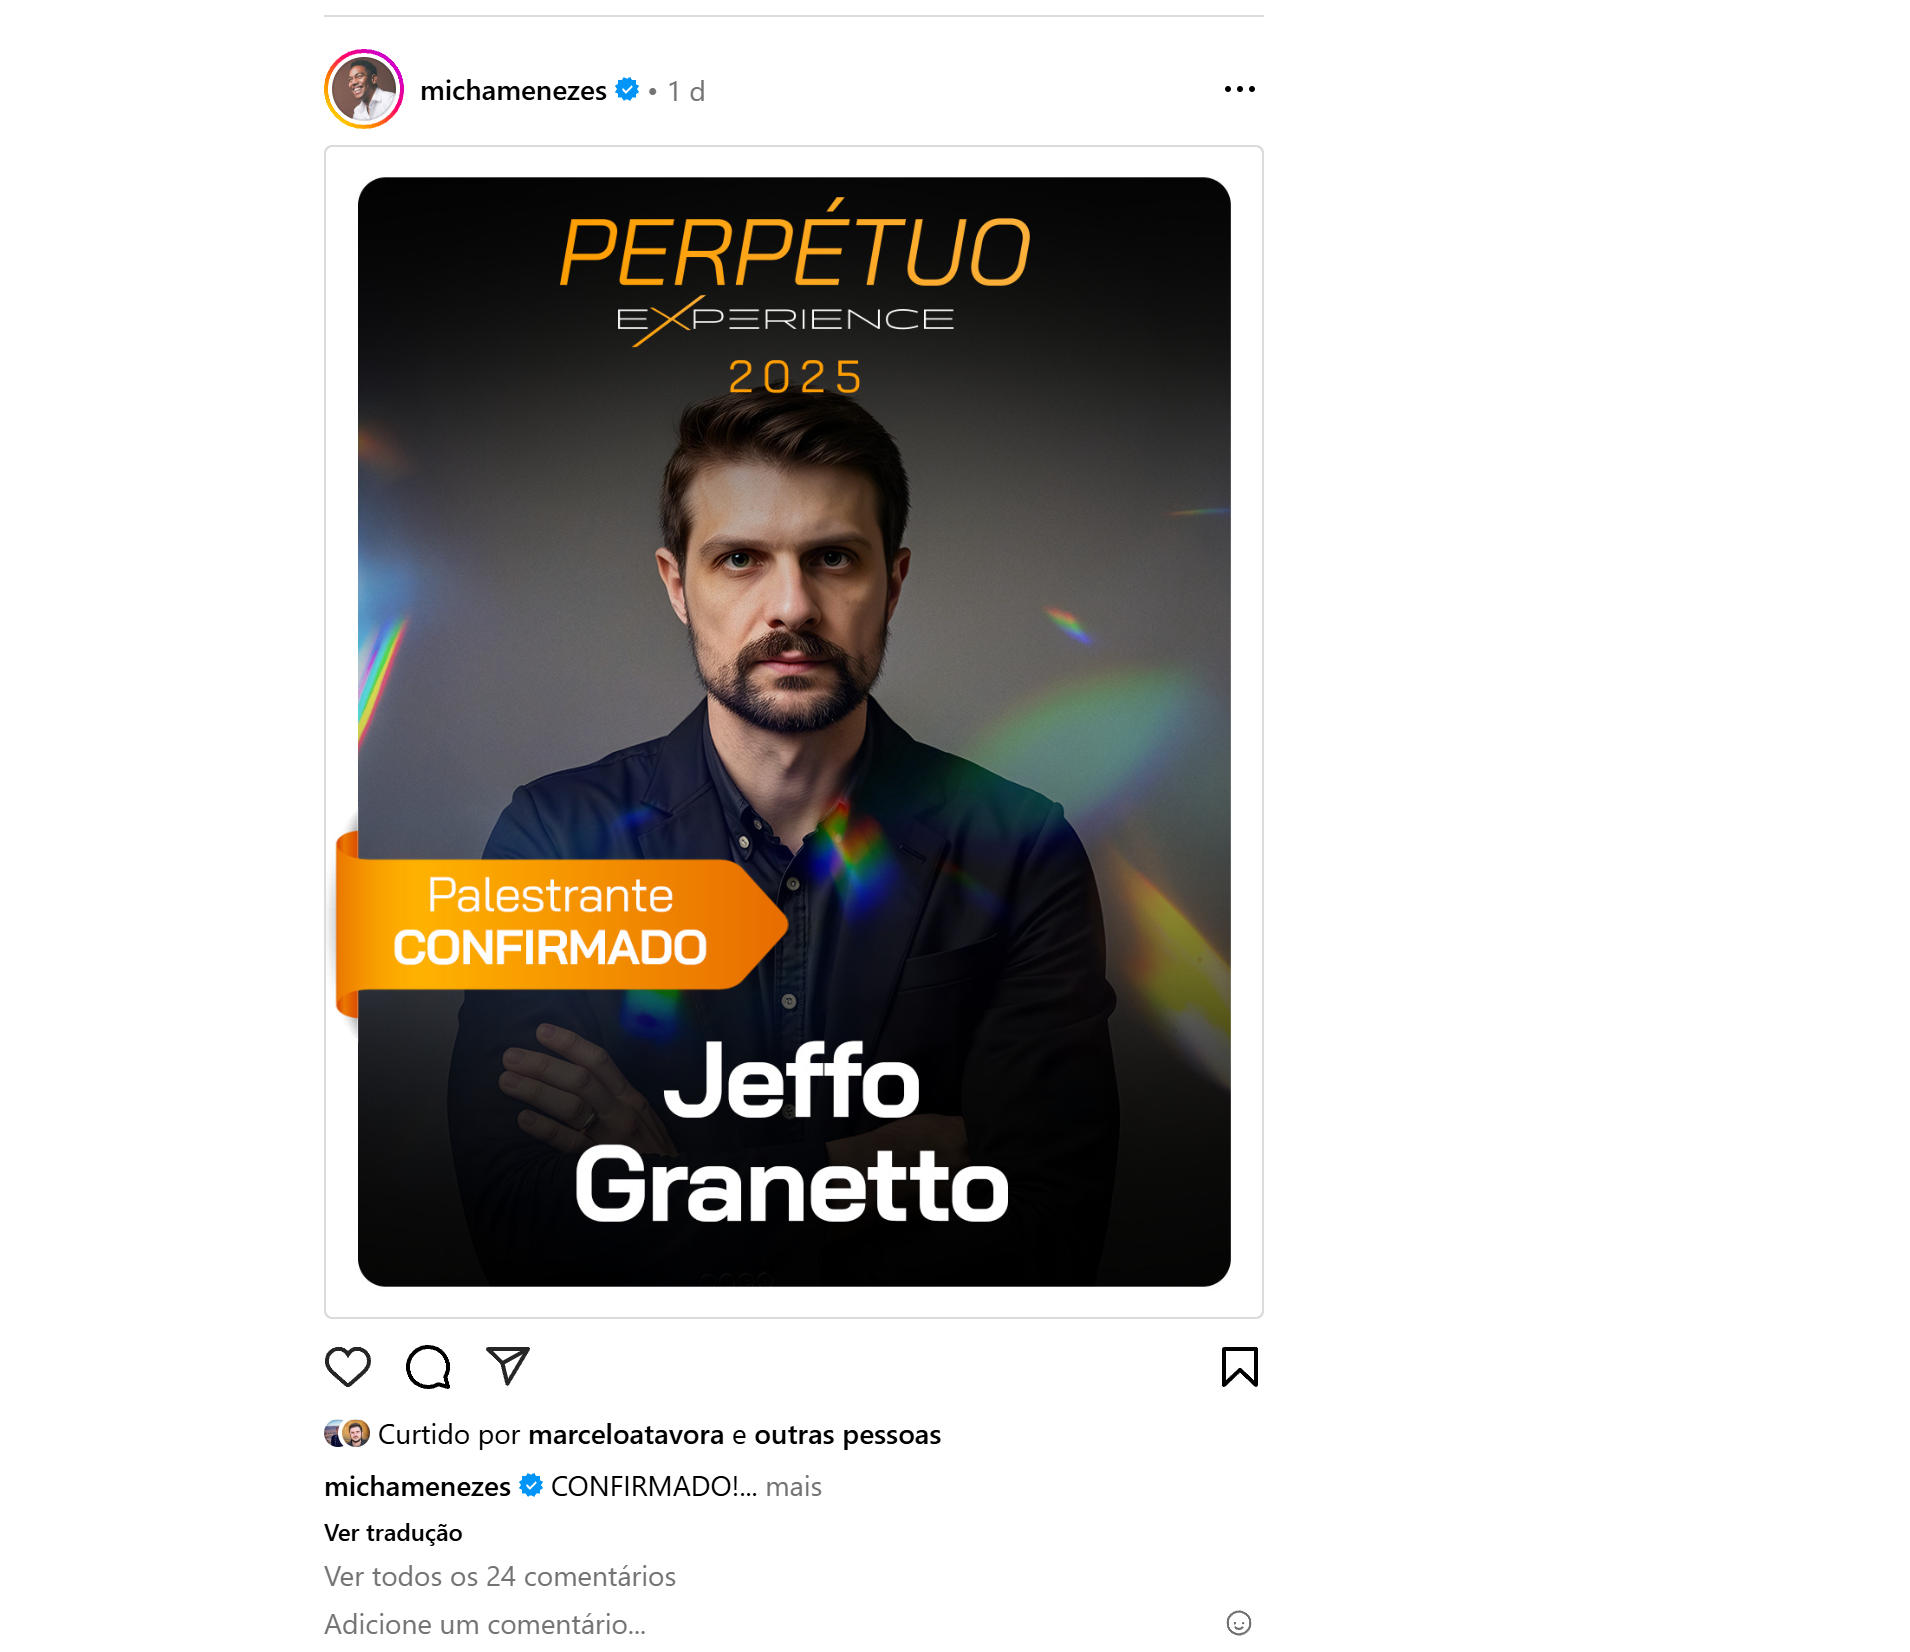 michamenezes • 1 d
PERPÉTUO
EXPERIENCE
2025
Palestrante
CONFIRMADO
Jeffo
Granetto
Curtido por marceloatavora e outras pessoas
michamenezes CONFIRMADO!... mais
Ver tradução
Ver todos os 24 comentários
Adicione um comentário...